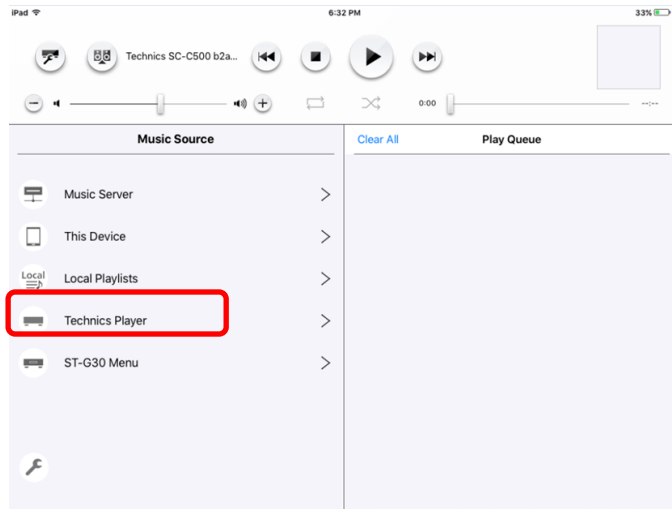 iPad 6:32 PM 33%
Technics SC-C500 b2a...
0:00 --:--
Music Source
Clear All Play Queue
Music Server
This Device
Local
Local Playlists
Technics Player
ST-G30 Menu